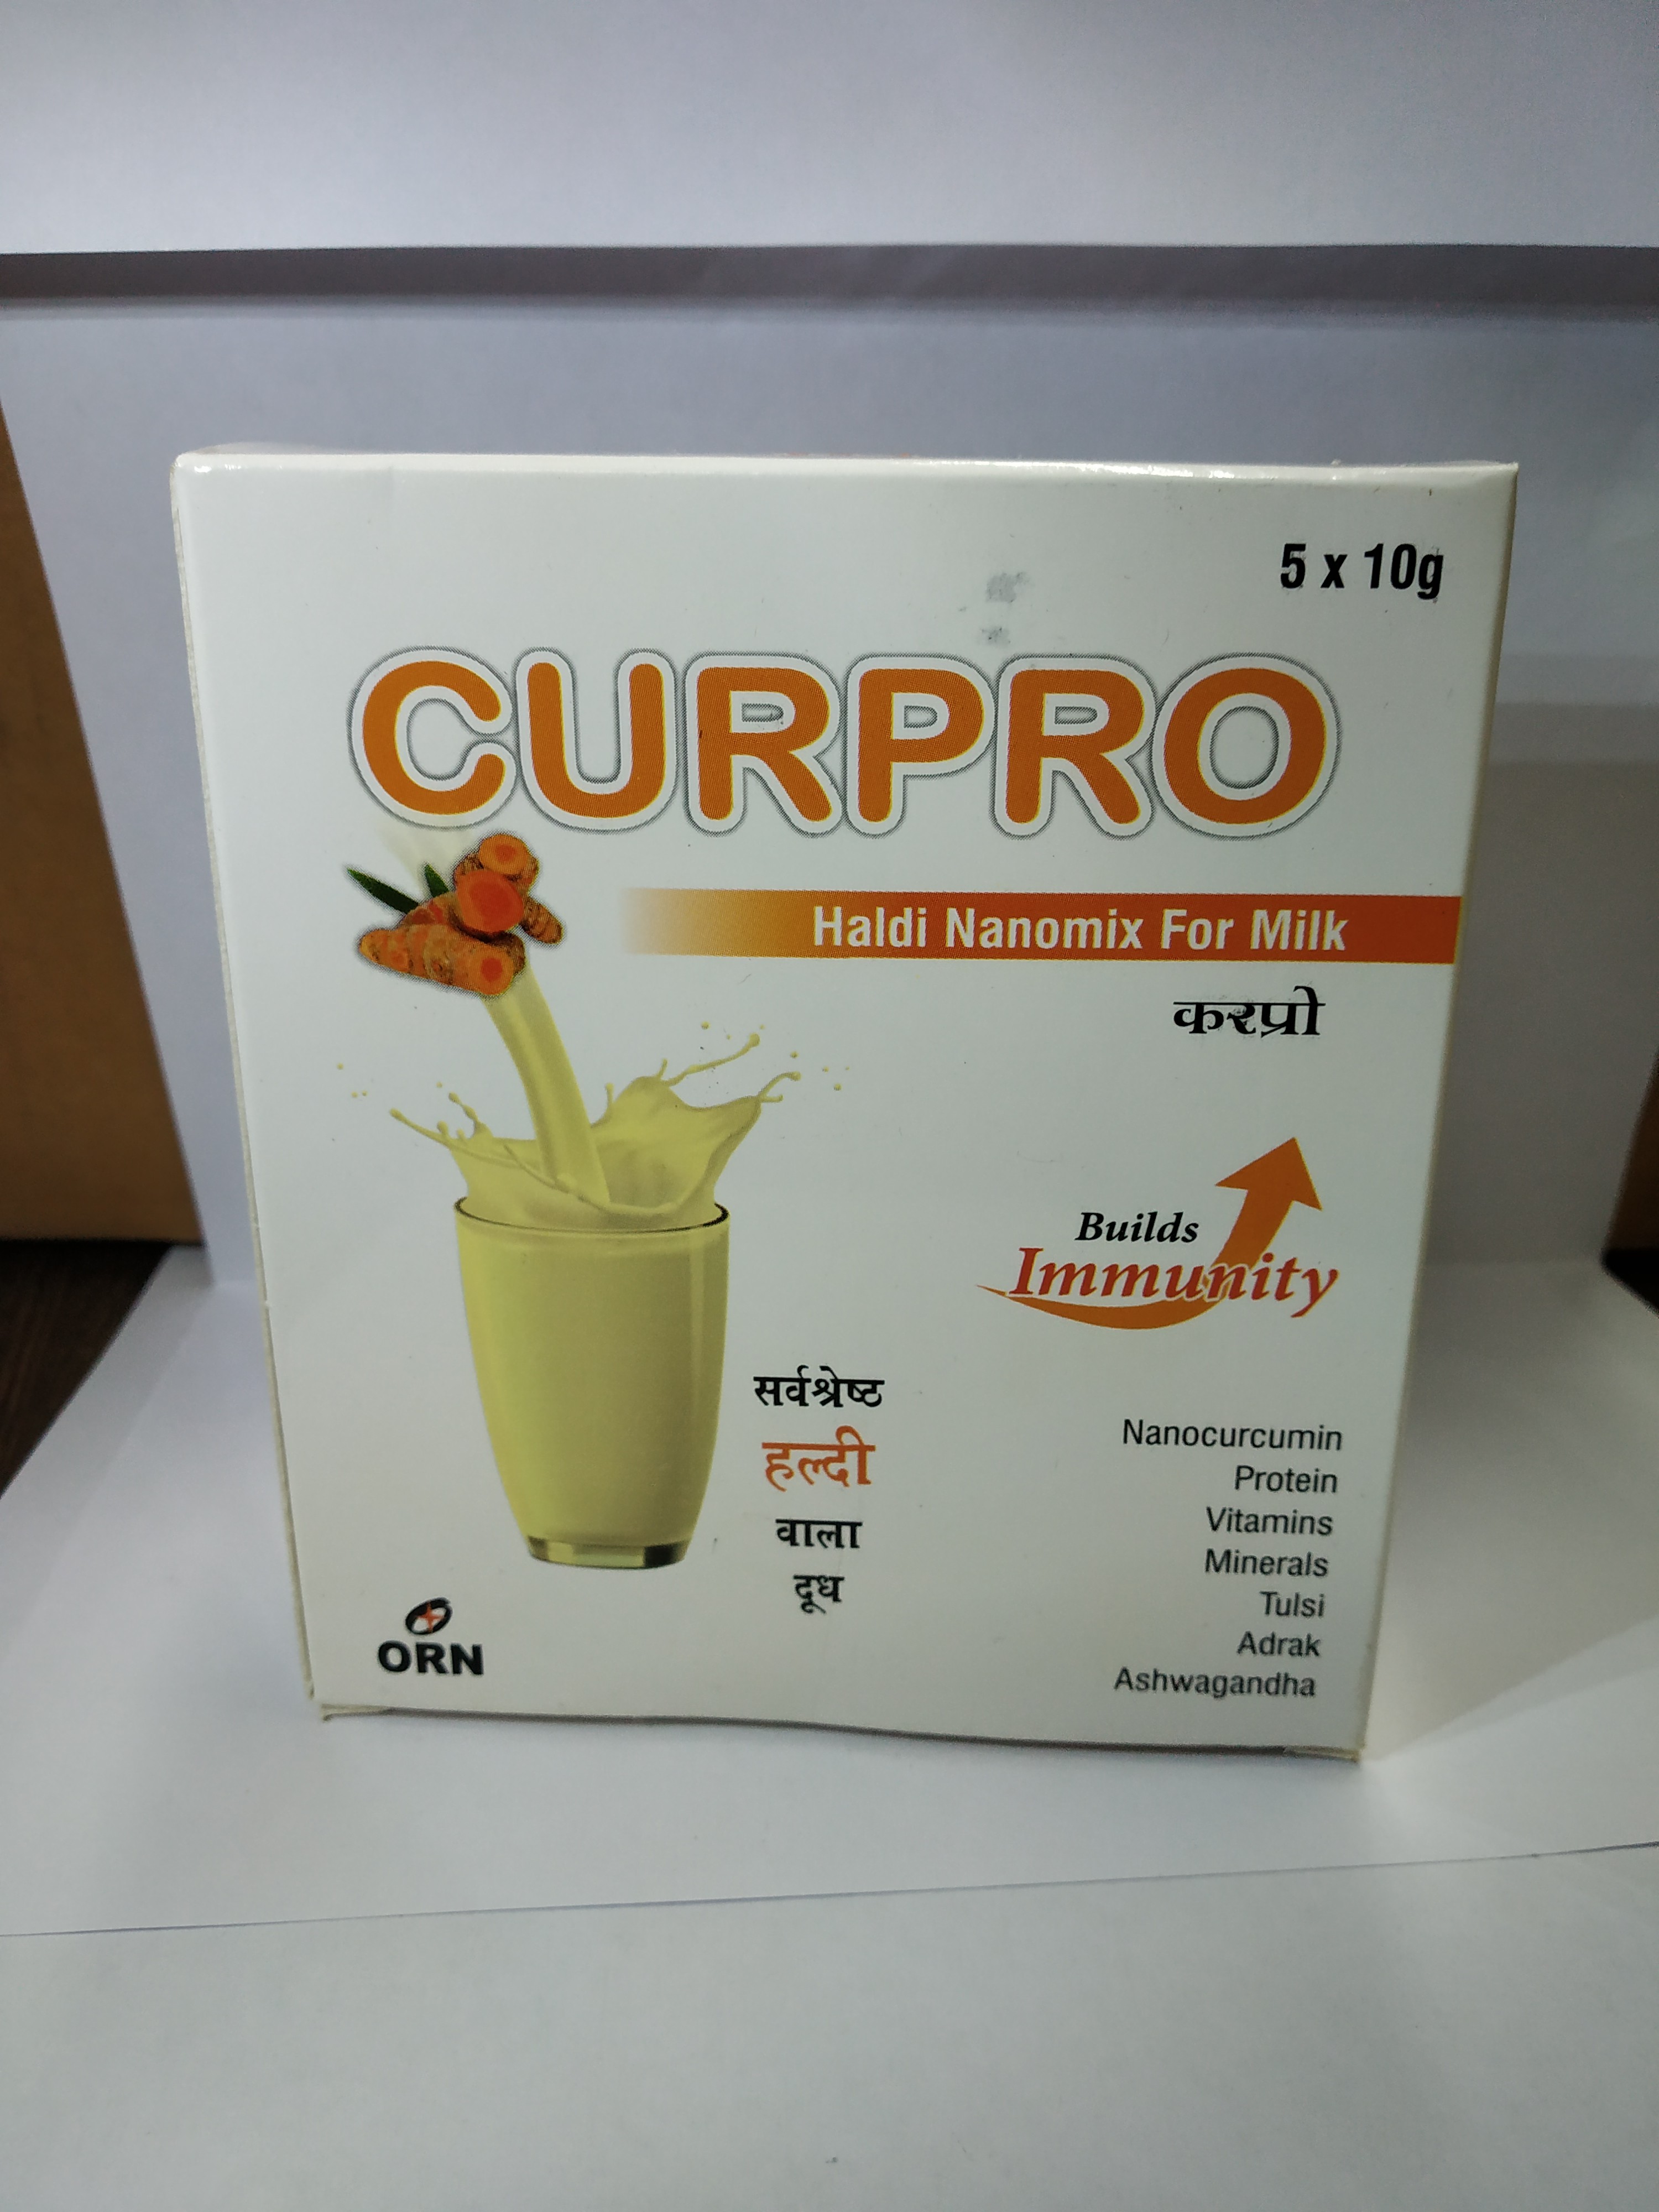 5 x 10g
CURPRO
Haldi Nanomix For Milk
करप्रो
Builds
Immunity
सर्वश्रेष्ठ
हल्दी
वाला
दूध
Nanocurcumin
Protein
Vitamins
Minerals
Tulsi
Adrak
Ashwagandha
ORN